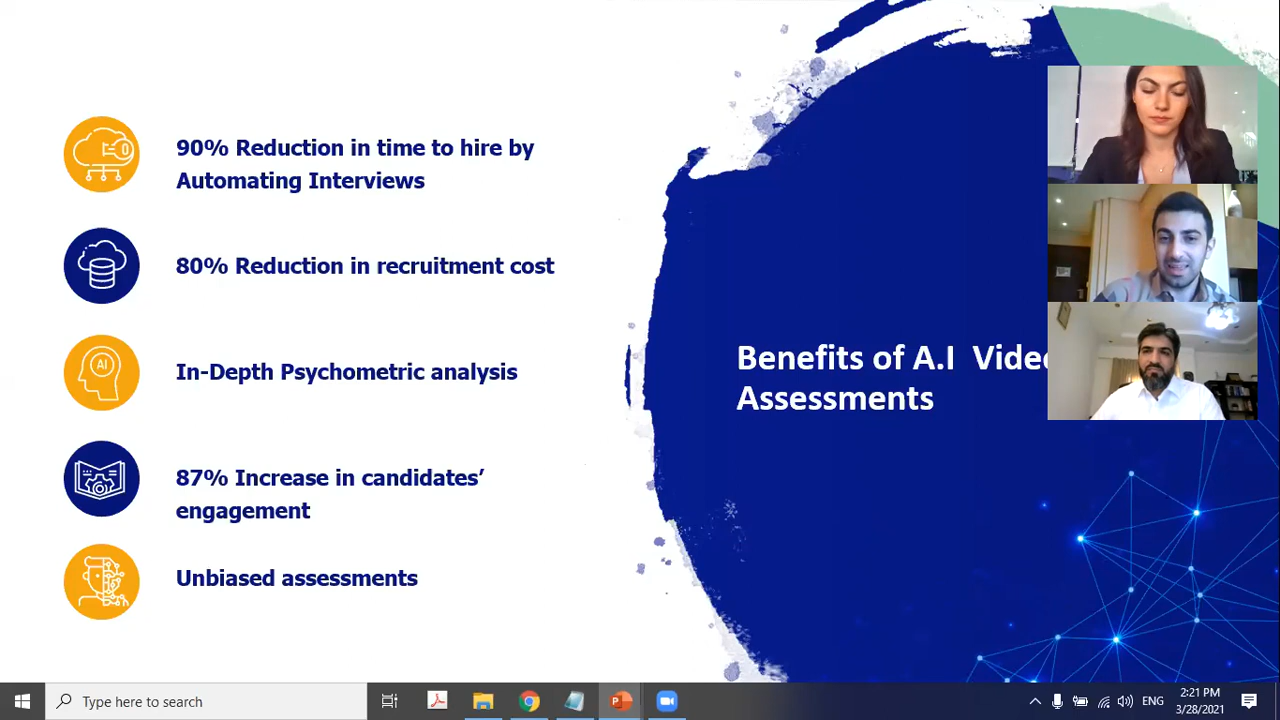 90% Reduction in time to hire by
Automating Interviews
80% Reduction in recruitment cost
AI
In-Depth Psychometric analysis
87% Increase in candidates’
engagement
Unbiased assessments
Benefits of A.I Video
Assessments
Type here to search
ENG
2:21 PM
3/28/2021